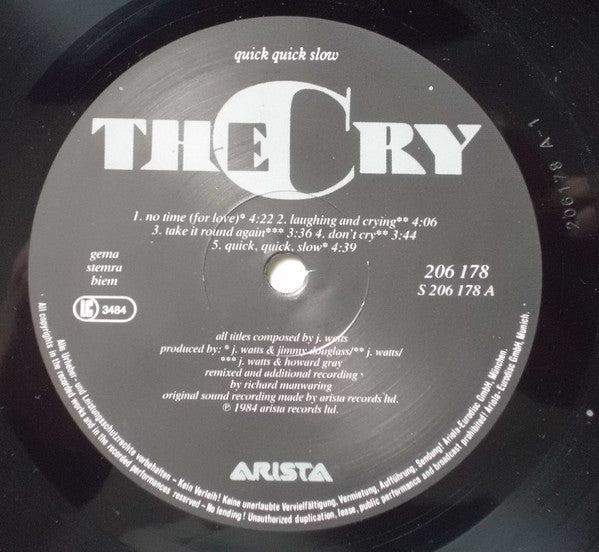 quick quick slow
THE CRY
1. no time (for love)* 4:22 2. laughing and crying** 4:06
3. take it round again*** 3:36 4. don't cry** 3:44
5. quick, quick, slow* 4:39
gema
stemra
biem
LC 3484
206 178
S 206 178 A
all titles composed by j. watts
produced by: * j. watts & jimmy douglass/** j. watts/
*** j. watts & howard gray
remixed and additional recording
by richard manwaring
original sound recording made by arista records ltd.
℗ 1984 arista records ltd.
ARISTA
Alle Urheber- und Leistungsschutzrechte vorbehalten – Kein Verleih! Keine unerlaubte Vervielfältigung, Vermietung, Aufführung, Sendung! Ariola-Eurodisc GmbH, München.
All copyrights in the recorded works and in the recorded performances reserved – No lending! Unauthorized duplication, lease, public performance and broadcast prohibited! Ariola-Eurodisc GmbH, Munich.
206178 A-1